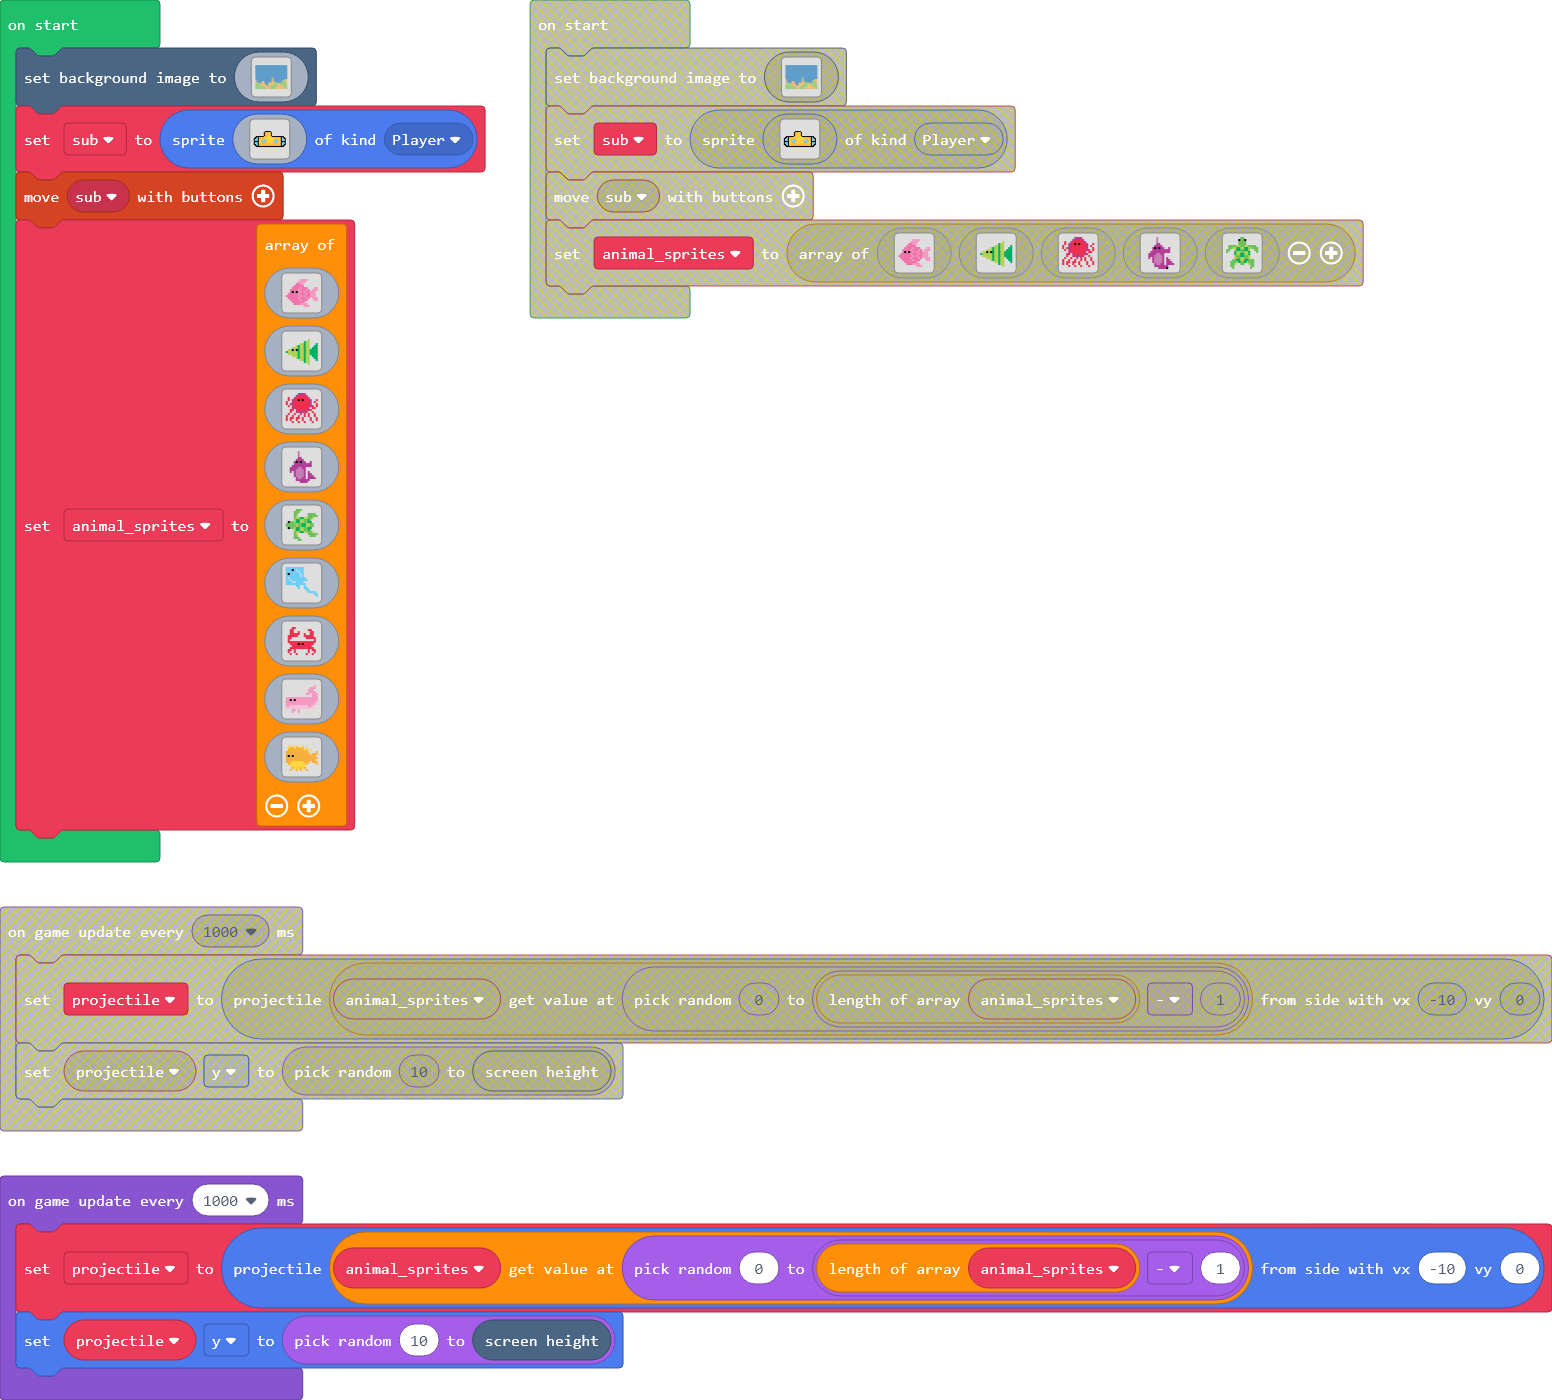 on start
set background image to
set sub to sprite of kind Player
move sub with buttons
array of
set animal_sprites to
on start
set background image to
set sub to sprite of kind Player
move sub with buttons
set animal_sprites to array of
on game update every 1000 ms
set projectile to projectile animal_sprites get value at pick random 0 to length of array animal_sprites - 1 from side with vx -10 vy 0
set projectile y to pick random 10 to screen height
on game update every 1000 ms
set projectile to projectile animal_sprites get value at pick random 0 to length of array animal_sprites - 1 from side with vx -10 vy 0
set projectile y to pick random 10 to screen height